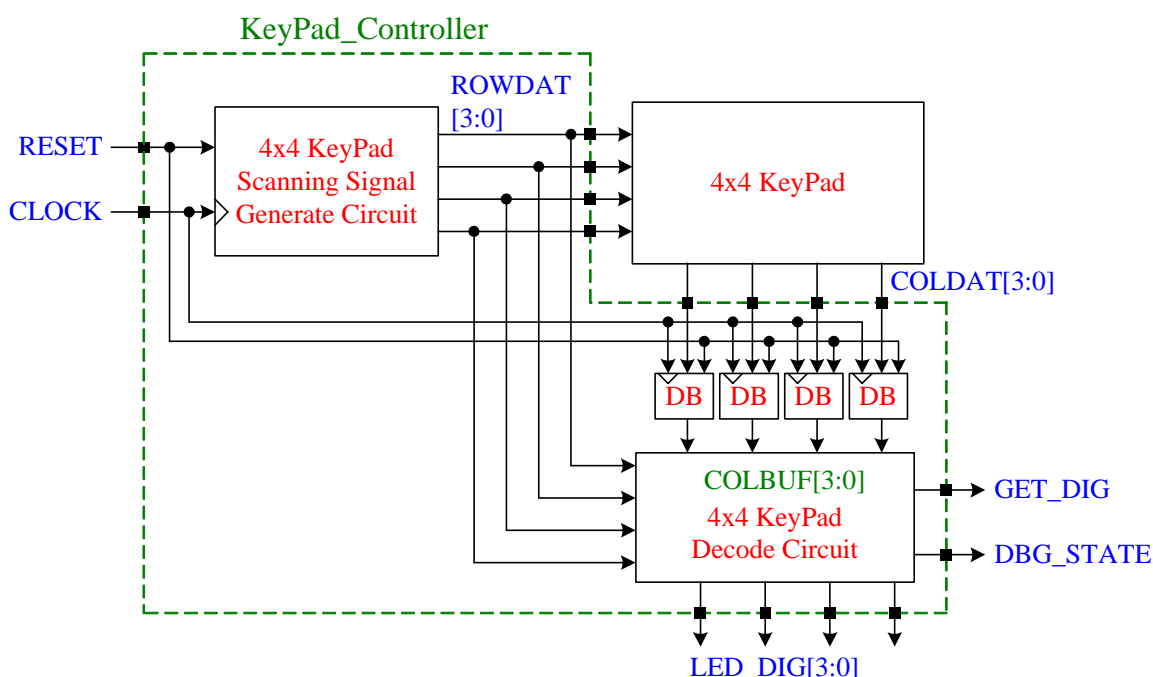 KeyPad_Controller
ROWDAT
[3:0]
RESET
4x4 KeyPad
Scanning Signal
Generate Circuit
4x4 KeyPad
CLOCK
COLDAT[3:0]
DB DB DB DB
COLBUF[3:0]
4x4 KeyPad
Decode Circuit
GET_DIG
DBG_STATE
LED_DIG[3:0]